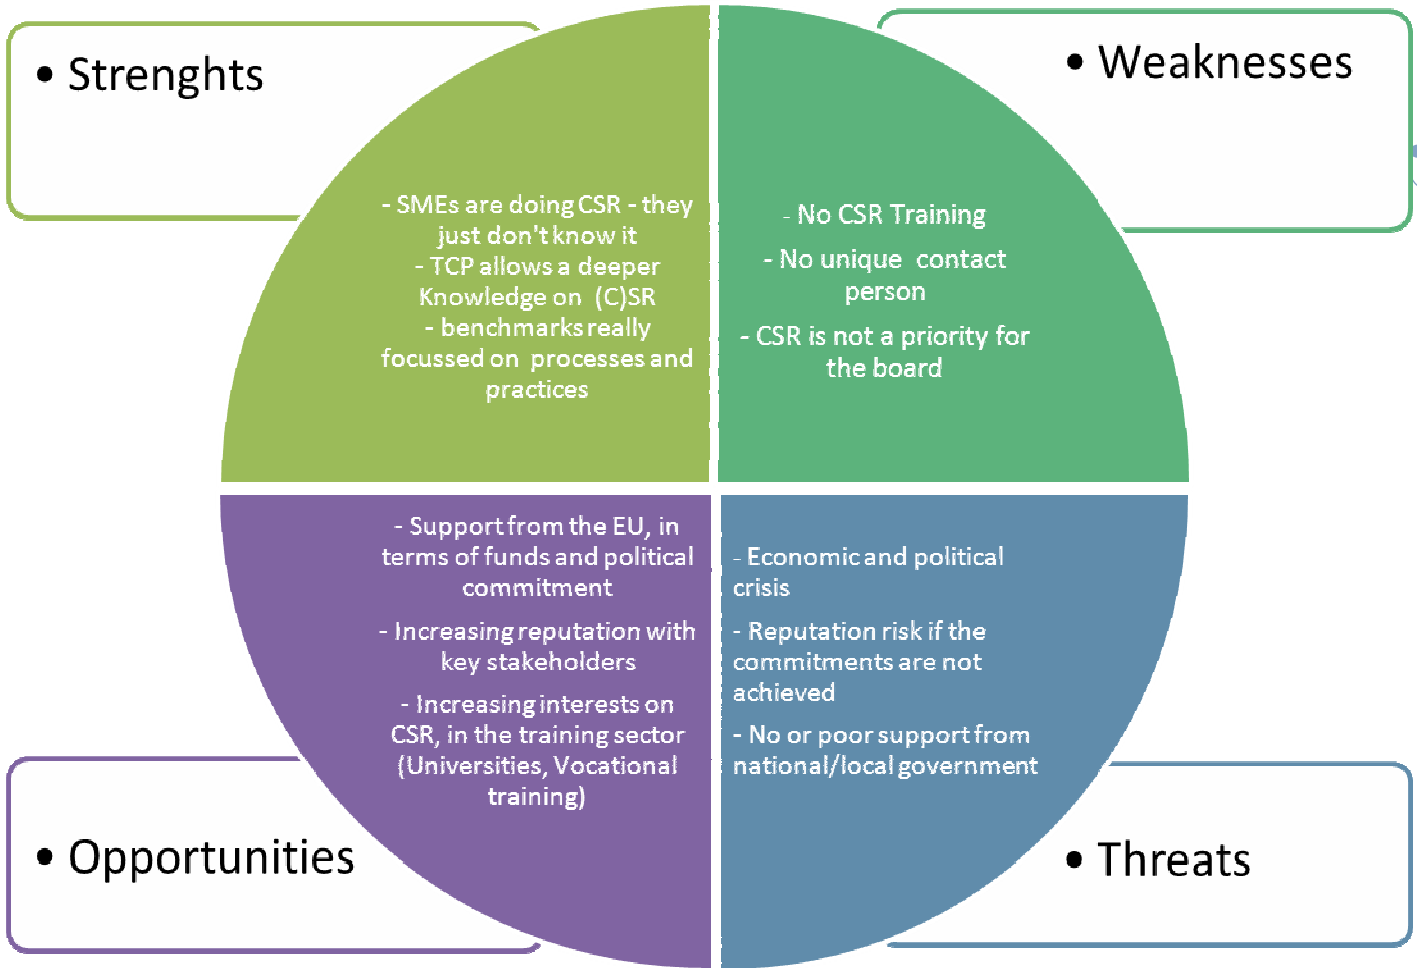 • Strenghts
- SMEs are doing CSR - they
just don't know it
- TCP allows a deeper
Knowledge on (C)SR
- benchmarks really
focussed on processes and
practices
• Weaknesses
- No CSR Training
- No unique contact
person
- CSR is not a priority for
the board
• Opportunities
- Support from the EU, in
terms of funds and political
commitment
- Increasing reputation with
key stakeholders
- Increasing interests on
CSR, in the training sector
(Universities, Vocational
training)
• Threats
- Economic and political
crisis
- Reputation risk if the
commitments are not
achieved
- No or poor support from
national/local government